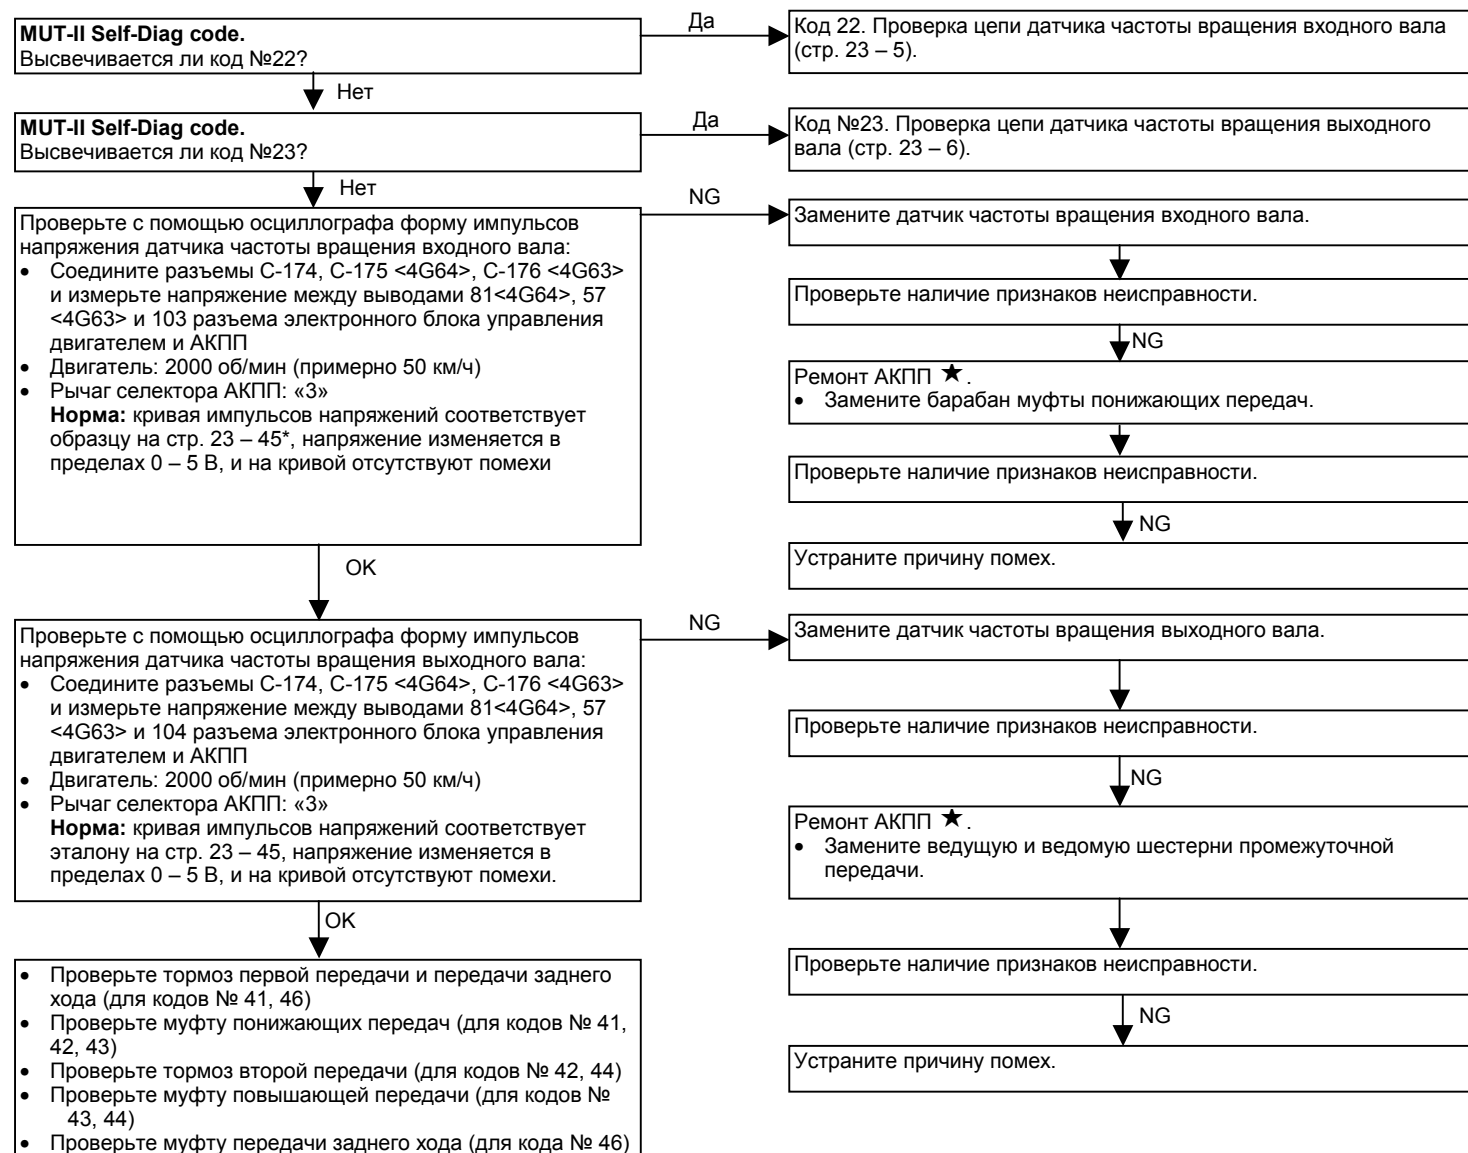 MUT-II Self-Diag code.
Высвечивается ли код №22?
Да
Код 22. Проверка цепи датчика частоты вращения входного вала
(стр. 23 – 5).
Нет
MUT-II Self-Diag code.
Высвечивается ли код №23?
Да
Код №23. Проверка цепи датчика частоты вращения выходного
вала (стр. 23 – 6).
Нет
Проверьте с помощью осциллографа форму импульсов
напряжения датчика частоты вращения входного вала:
• Соедините разъемы С-174, С-175 <4G64>, С-176 <4G63>
и измерьте напряжение между выводами 81<4G64>, 57
<4G63> и 103 разъема электронного блока управления
двигателем и АКПП
• Двигатель: 2000 об/мин (примерно 50 км/ч)
• Рычаг селектора АКПП: «3»
Норма: кривая импульсов напряжений соответствует
образцу на стр. 23 – 45*, напряжение изменяется в
пределах 0 – 5 В, и на кривой отсутствуют помехи
NG
Замените датчик частоты вращения входного вала.
Проверьте наличие признаков неисправности.
NG
Ремонт АКПП ★.
• Замените барабан муфты понижающих передач.
Проверьте наличие признаков неисправности.
NG
Устраните причину помех.
OK
Проверьте с помощью осциллографа форму импульсов
напряжения датчика частоты вращения выходного вала:
• Соедините разъемы С-174, С-175 <4G64>, С-176 <4G63>
и измерьте напряжение между выводами 81<4G64>, 57
<4G63> и 104 разъема электронного блока управления
двигателем и АКПП
• Двигатель: 2000 об/мин (примерно 50 км/ч)
• Рычаг селектора АКПП: «3»
Норма: кривая импульсов напряжений соответствует
эталону на стр. 23 – 45, напряжение изменяется в
пределах 0 – 5 В, и на кривой отсутствуют помехи.
NG
Замените датчик частоты вращения выходного вала.
Проверьте наличие признаков неисправности.
NG
Ремонт АКПП ★.
• Замените ведущую и ведомую шестерни промежуточной
передачи.
Проверьте наличие признаков неисправности.
NG
Устраните причину помех.
OK
• Проверьте тормоз первой передачи и передачи заднего
хода (для кодов № 41, 46)
• Проверьте муфту понижающих передач (для кодов № 41,
42, 43)
• Проверьте тормоз второй передачи (для кодов № 42, 44)
• Проверьте муфту повышающей передачи (для кодов №
43, 44)
• Проверьте муфту передачи заднего хода (для кода № 46)